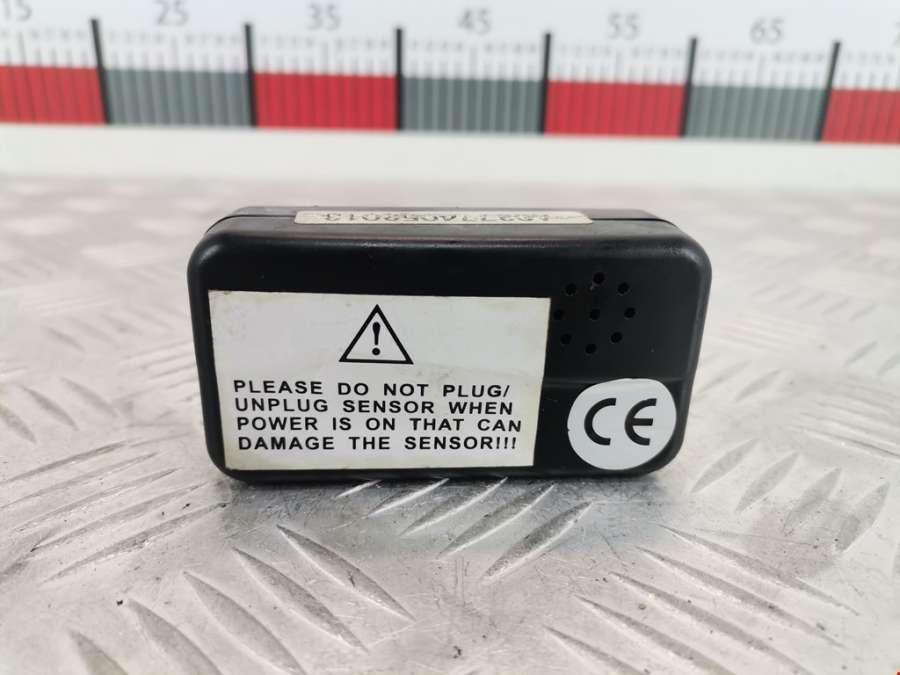 15 25 35 45 55 65
PLEASE DO NOT PLUG/
UNPLUG SENSOR WHEN
POWER IS ON THAT CAN
DAMAGE THE SENSOR!!!
CE